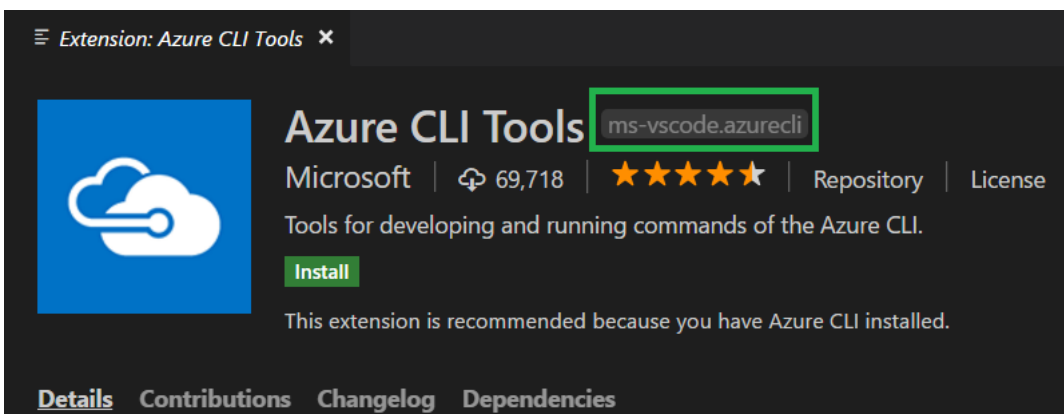 Extension: Azure CLI Tools
Azure CLI Tools ms-vscode.azurecli
Microsoft 69,718 Repository License
Tools for developing and running commands of the Azure CLI.
Install
This extension is recommended because you have Azure CLI installed.
Details Contributions Changelog Dependencies